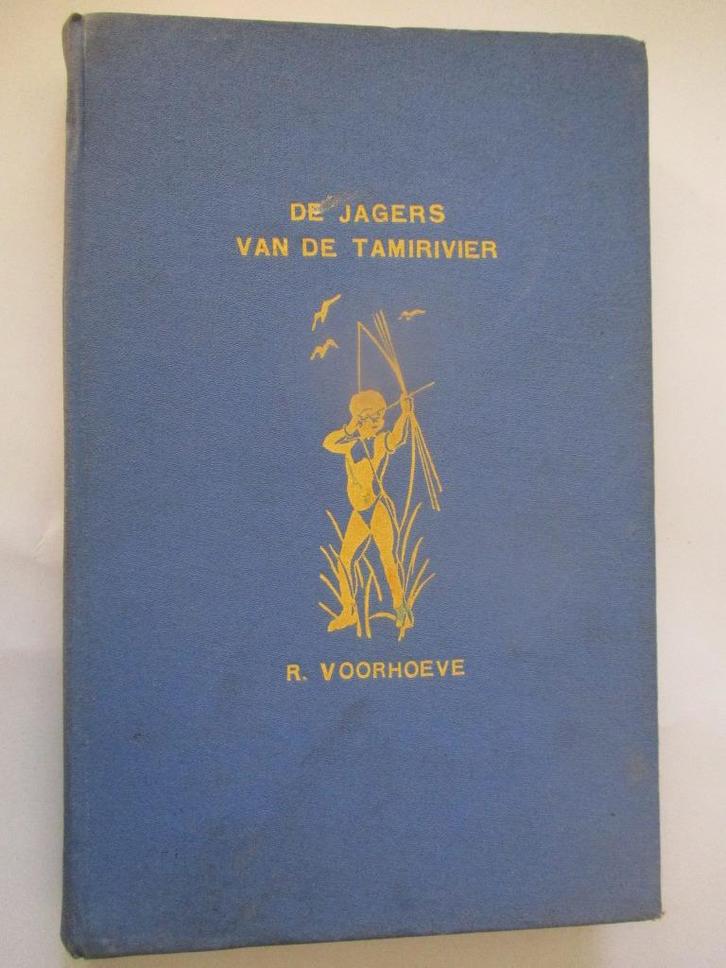 DE JAGERS
VAN DE TAMIRIVIER
R. VOORHOEVE